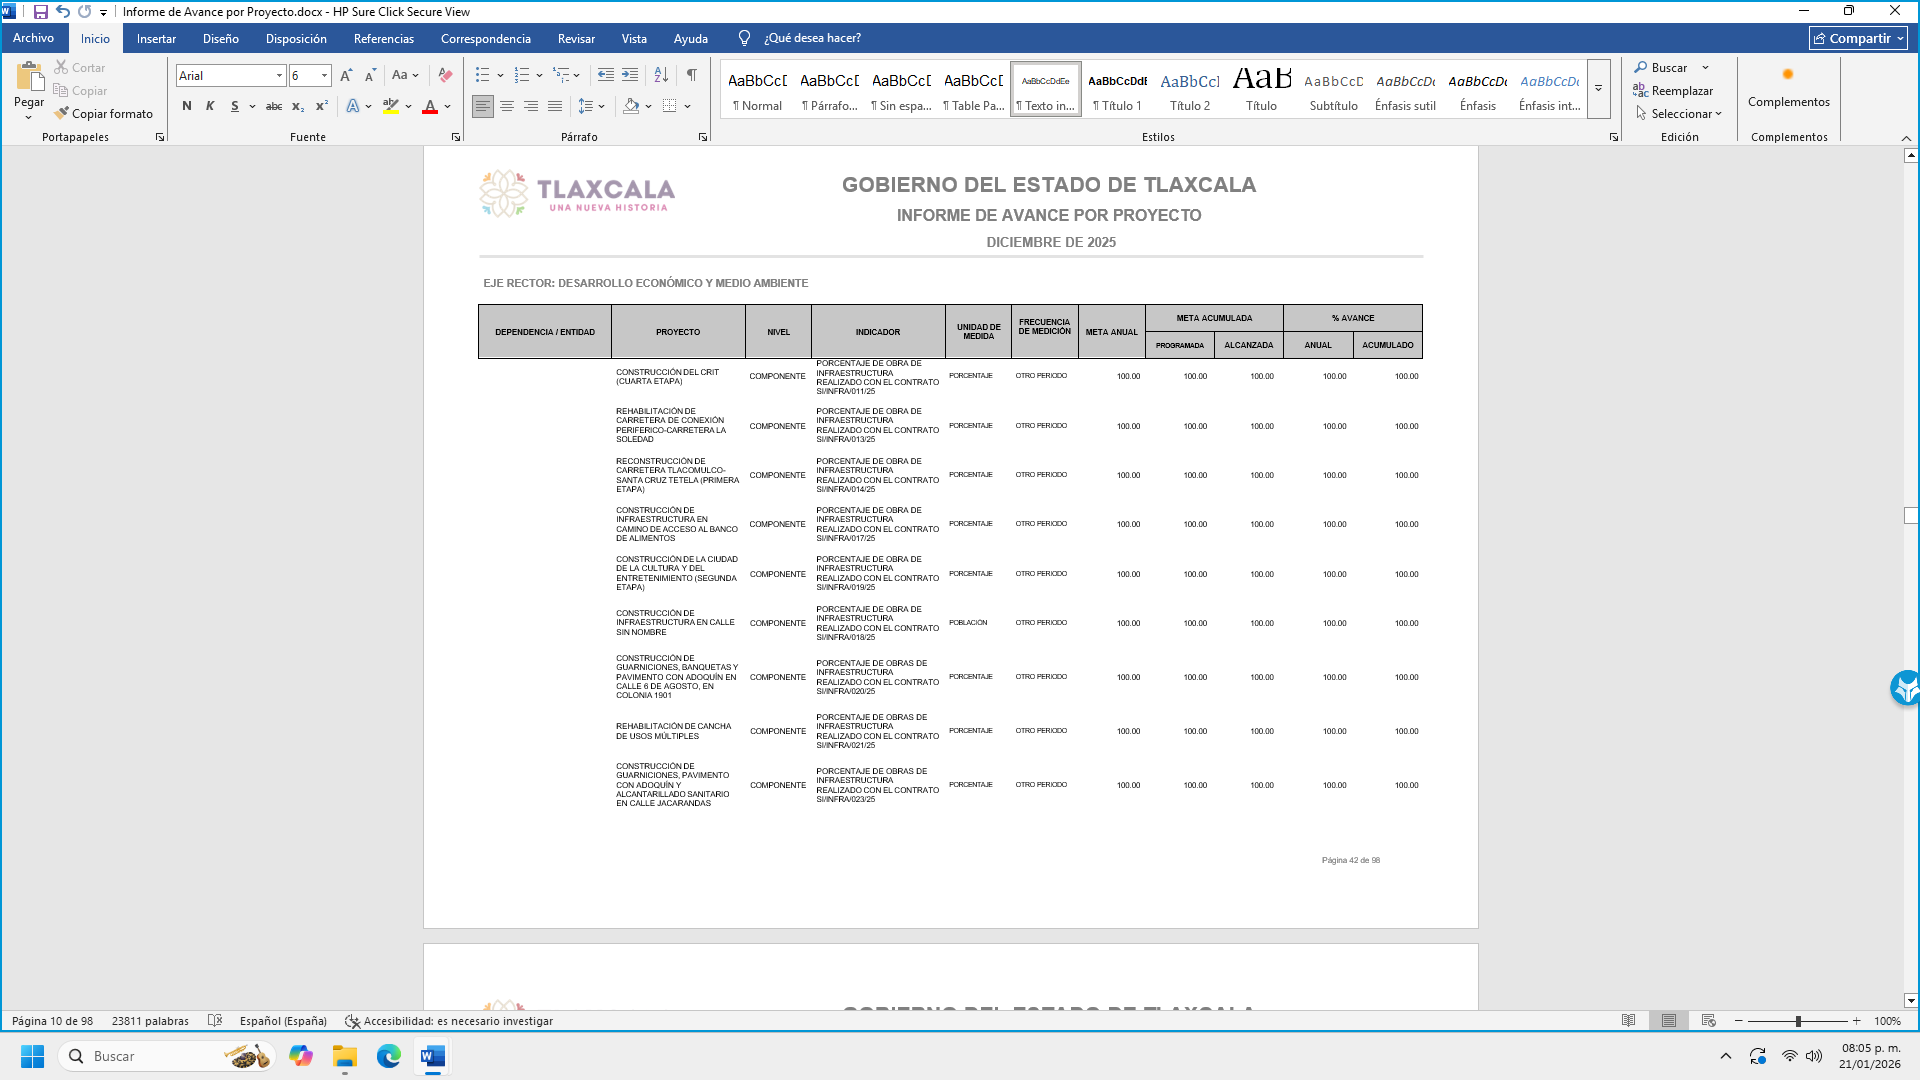 Informe de Avance por Proyecto.docx - HP Sure Click Secure View
Archivo Inicio Insertar Diseño Disposición Referencias Correspondencia Revisar Vista Ayuda ¿Qué desea hacer? Compartir
Pegar
Cortar
Copiar
Copiar formato
Portapapeles
Arial 6
Fuente
Párrafo
AaBbCcD AaBbCcD AaBbCcD AaBbCcD AaBbCcDdEe AaBbCcDdE AaBbCcI AaB AaBbCcD AaBbCcDc AaBbCcDc AaBbCcDc
¶ Normal ¶ Párrafo... ¶ Sin espa... ¶ Table Pa... ¶ Texto in... ¶ Título 1 Título 2 Título Subtítulo Énfasis sutil Énfasis Énfasis int...
Estilos
Buscar
Reemplazar
Seleccionar
Edición
Complementos
Complementos
TLAXCALA
UNA NUEVA HISTORIA
GOBIERNO DEL ESTADO DE TLAXCALA
INFORME DE AVANCE POR PROYECTO
DICIEMBRE DE 2025
EJE RECTOR: DESARROLLO ECONÓMICO Y MEDIO AMBIENTE
DEPENDENCIA / ENTIDAD PROYECTO NIVEL INDICADOR UNIDAD DE MEDIDA FRECUENCIA DE MEDICIÓN META ANUAL META ACUMULADA % AVANCE
PROGRAMADA ALCANZADA ANUAL ACUMULADO
CONSTRUCCIÓN DEL CRIT
(CUARTA ETAPA)
COMPONENTE
PORCENTAJE DE OBRA DE
INFRAESTRUCTURA
REALIZADO CON EL CONTRATO
SI/INFRA/011/25
PORCENTAJE OTRO PERIODO 100.00 100.00 100.00 100.00 100.00
REHABILITACIÓN DE
CARRETERA DE CONEXIÓN
PERIFERICO-CARRETERA LA
SOLEDAD
COMPONENTE
PORCENTAJE DE OBRA DE
INFRAESTRUCTURA
REALIZADO CON EL CONTRATO
SI/INFRA/013/25
PORCENTAJE OTRO PERIODO 100.00 100.00 100.00 100.00 100.00
RECONSTRUCCIÓN DE
CARRETERA TLACOMULCO-
SANTA CRUZ TETELA (PRIMERA
ETAPA)
COMPONENTE
PORCENTAJE DE OBRA DE
INFRAESTRUCTURA
REALIZADO CON EL CONTRATO
SI/INFRA/014/25
PORCENTAJE OTRO PERIODO 100.00 100.00 100.00 100.00 100.00
CONSTRUCCIÓN DE
INFRAESTRUCTURA EN
CAMINO DE ACCESO AL BANCO
DE ALIMENTOS
COMPONENTE
PORCENTAJE DE OBRA DE
INFRAESTRUCTURA
REALIZADO CON EL CONTRATO
SI/INFRA/017/25
PORCENTAJE OTRO PERIODO 100.00 100.00 100.00 100.00 100.00
CONSTRUCCIÓN DE LA CIUDAD
DE LA CULTURA Y DEL
ENTRETENIMIENTO (SEGUNDA
ETAPA)
COMPONENTE
PORCENTAJE DE OBRA DE
INFRAESTRUCTURA
REALIZADO CON EL CONTRATO
SI/INFRA/019/25
PORCENTAJE OTRO PERIODO 100.00 100.00 100.00 100.00 100.00
CONSTRUCCIÓN DE
INFRAESTRUCTURA EN CALLE
SIN NOMBRE
COMPONENTE
PORCENTAJE DE OBRA DE
INFRAESTRUCTURA
REALIZADO CON EL CONTRATO
SI/INFRA/018/25
POBLACIÓN OTRO PERIODO 100.00 100.00 100.00 100.00 100.00
CONSTRUCCIÓN DE
GUARNICIONES, BANQUETAS Y
PAVIMENTO CON ADOQUÍN EN
CALLE 6 DE AGOSTO, EN
COLONIA 1901
COMPONENTE
PORCENTAJE DE OBRAS DE
INFRAESTRUCTURA
REALIZADO CON EL CONTRATO
SI/INFRA/020/25
PORCENTAJE OTRO PERIODO 100.00 100.00 100.00 100.00 100.00
REHABILITACIÓN DE CANCHA
DE USOS MÚLTIPLES
COMPONENTE
PORCENTAJE DE OBRAS DE
INFRAESTRUCTURA
REALIZADO CON EL CONTRATO
SI/INFRA/021/25
PORCENTAJE OTRO PERIODO 100.00 100.00 100.00 100.00 100.00
CONSTRUCCIÓN DE
GUARNICIONES, PAVIMENTO
CON ADOQUÍN Y
ALCANTARILLADO SANITARIO
EN CALLE JACARANDAS
COMPONENTE
PORCENTAJE DE OBRAS DE
INFRAESTRUCTURA
REALIZADO CON EL CONTRATO
SI/INFRA/023/25
PORCENTAJE OTRO PERIODO 100.00 100.00 100.00 100.00 100.00
Página 42 de 98
GOBIERNO DEL ESTADO DE TLAXCALA
Página 10 de 98 23811 palabras Español (España) Accesibilidad: es necesario investigar 100%
Buscar
08:05 p. m.
21/01/2026